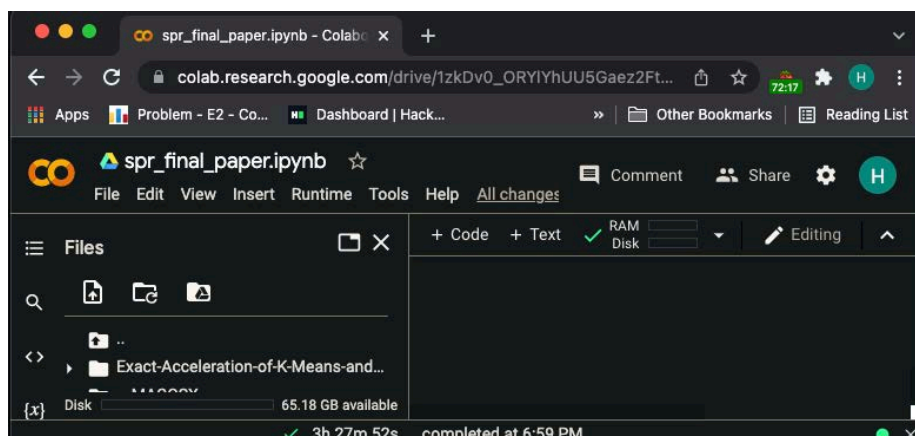 spr_final_paper.ipynb - Colab
colab.research.google.com/drive/1zkDv0_ORYlYhUU5Gaez2Ft...
H
72:17
Apps Problem - E2 - Co... Dashboard | Hack... » Other Bookmarks Reading List
CO spr_final_paper.ipynb
Comment Share H
File Edit View Insert Runtime Tools Help All changes
Files
+ Code + Text RAM Disk Editing
..
Exact-Acceleration-of-K-Means-and...
{x} Disk 65.18 GB available
3h 27m 52s completed at 6:59 PM